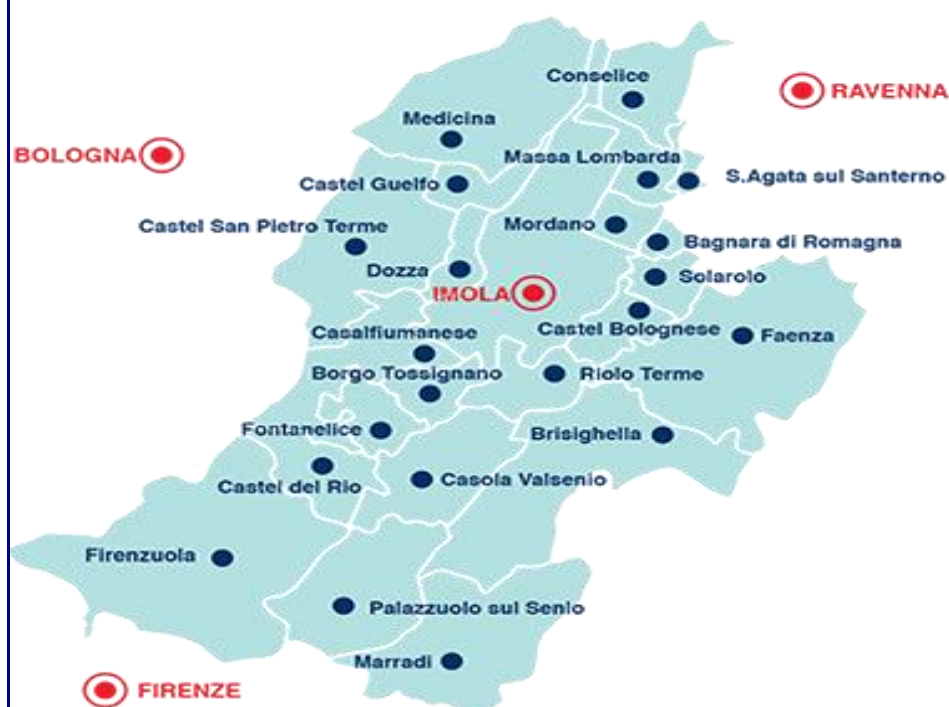 Conselice
RAVENNA
Medicina
BOLOGNA
Massa Lombarda
S.Agata sul Santerno
Castel Guelfo
Castel San Pietro Terme
Mordano
Bagnara di Romagna
Dozza
Solarolo
IMOLA
Castel Bolognese
Faenza
Casalfiumanese
Borgo Tossignano
Riolo Terme
Fontanelice
Brisighella
Castel del Rio
Casola Valsenio
Firenzuola
Palazzuolo sul Senio
Marradi
FIRENZE